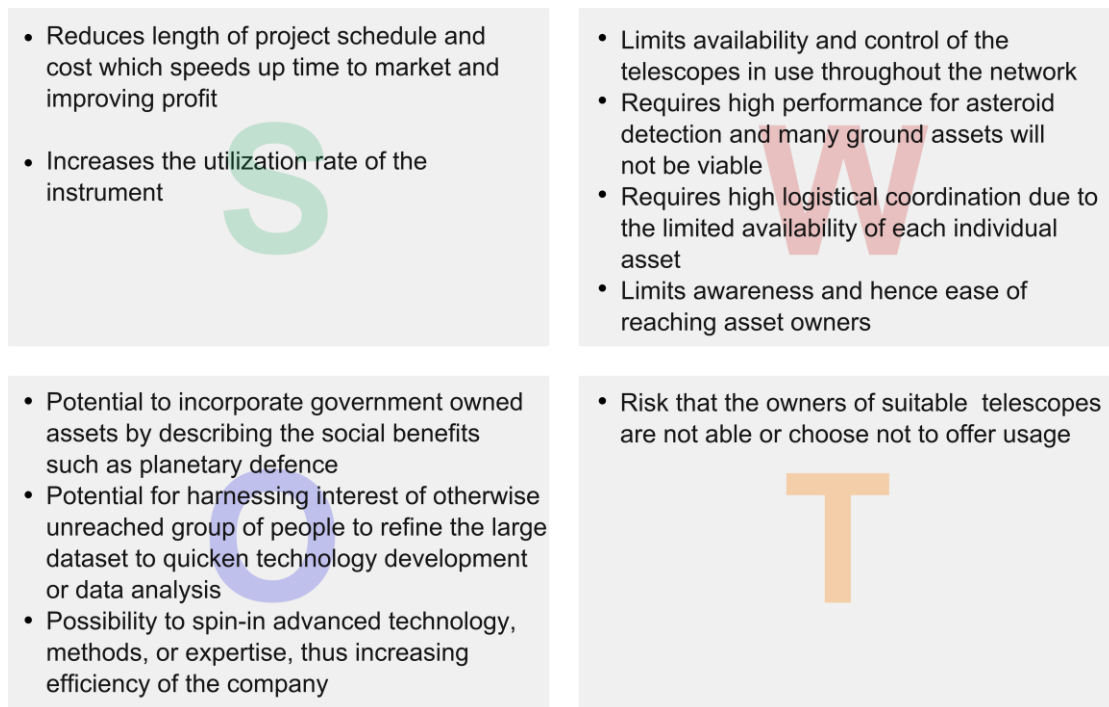 • Reduces length of project schedule and
cost which speeds up time to market and
improving profit
• Increases the utilization rate of the
instrument
S
• Limits availability and control of the
telescopes in use throughout the network
• Requires high performance for asteroid
detection and many ground assets will
not be viable
• Requires high logistical coordination due to
the limited availability of each individual
asset
• Limits awareness and hence ease of
reaching asset owners
W
• Potential to incorporate government owned
assets by describing the social benefits
such as planetary defence
• Potential for harnessing interest of otherwise
unreached group of people to refine the large
dataset to quicken technology development
or data analysis
• Possibility to spin-in advanced technology,
methods, or expertise, thus increasing
efficiency of the company
O
• Risk that the owners of suitable telescopes
are not able or choose not to offer usage
T